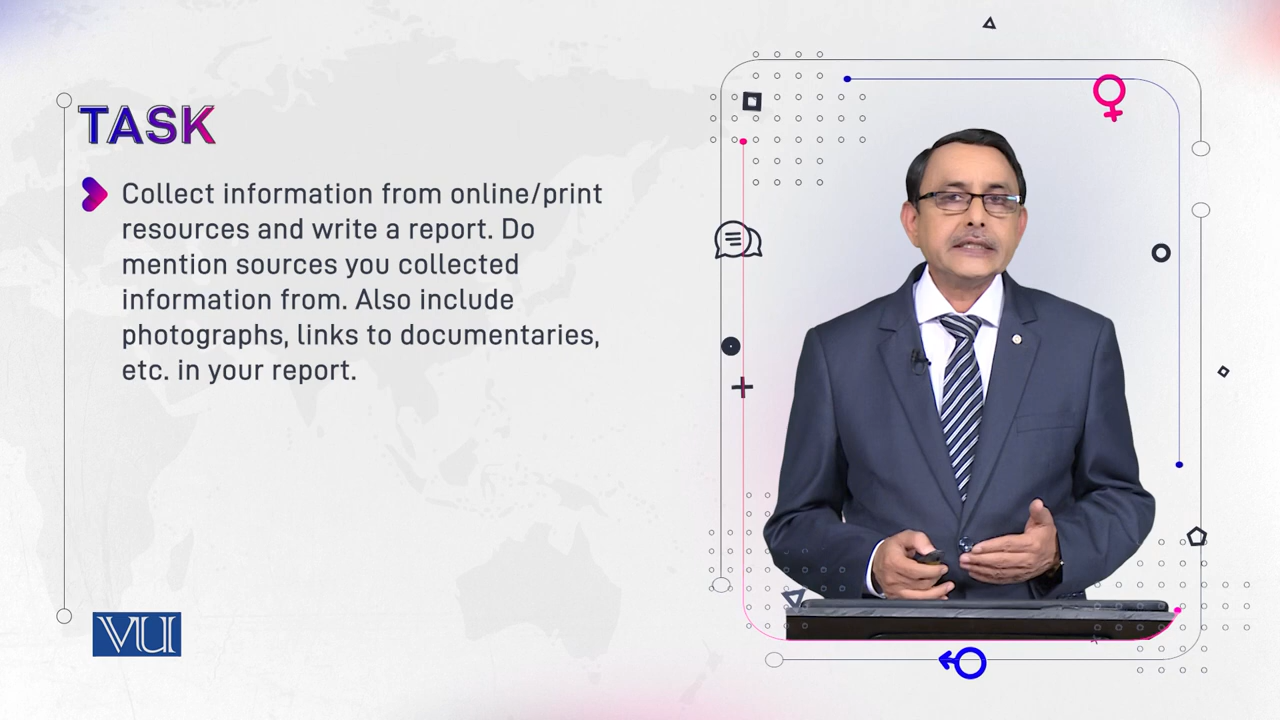 TASK
Collect information from online/print
resources and write a report. Do
mention sources you collected
information from. Also include
photographs, links to documentaries,
etc. in your report.
VU